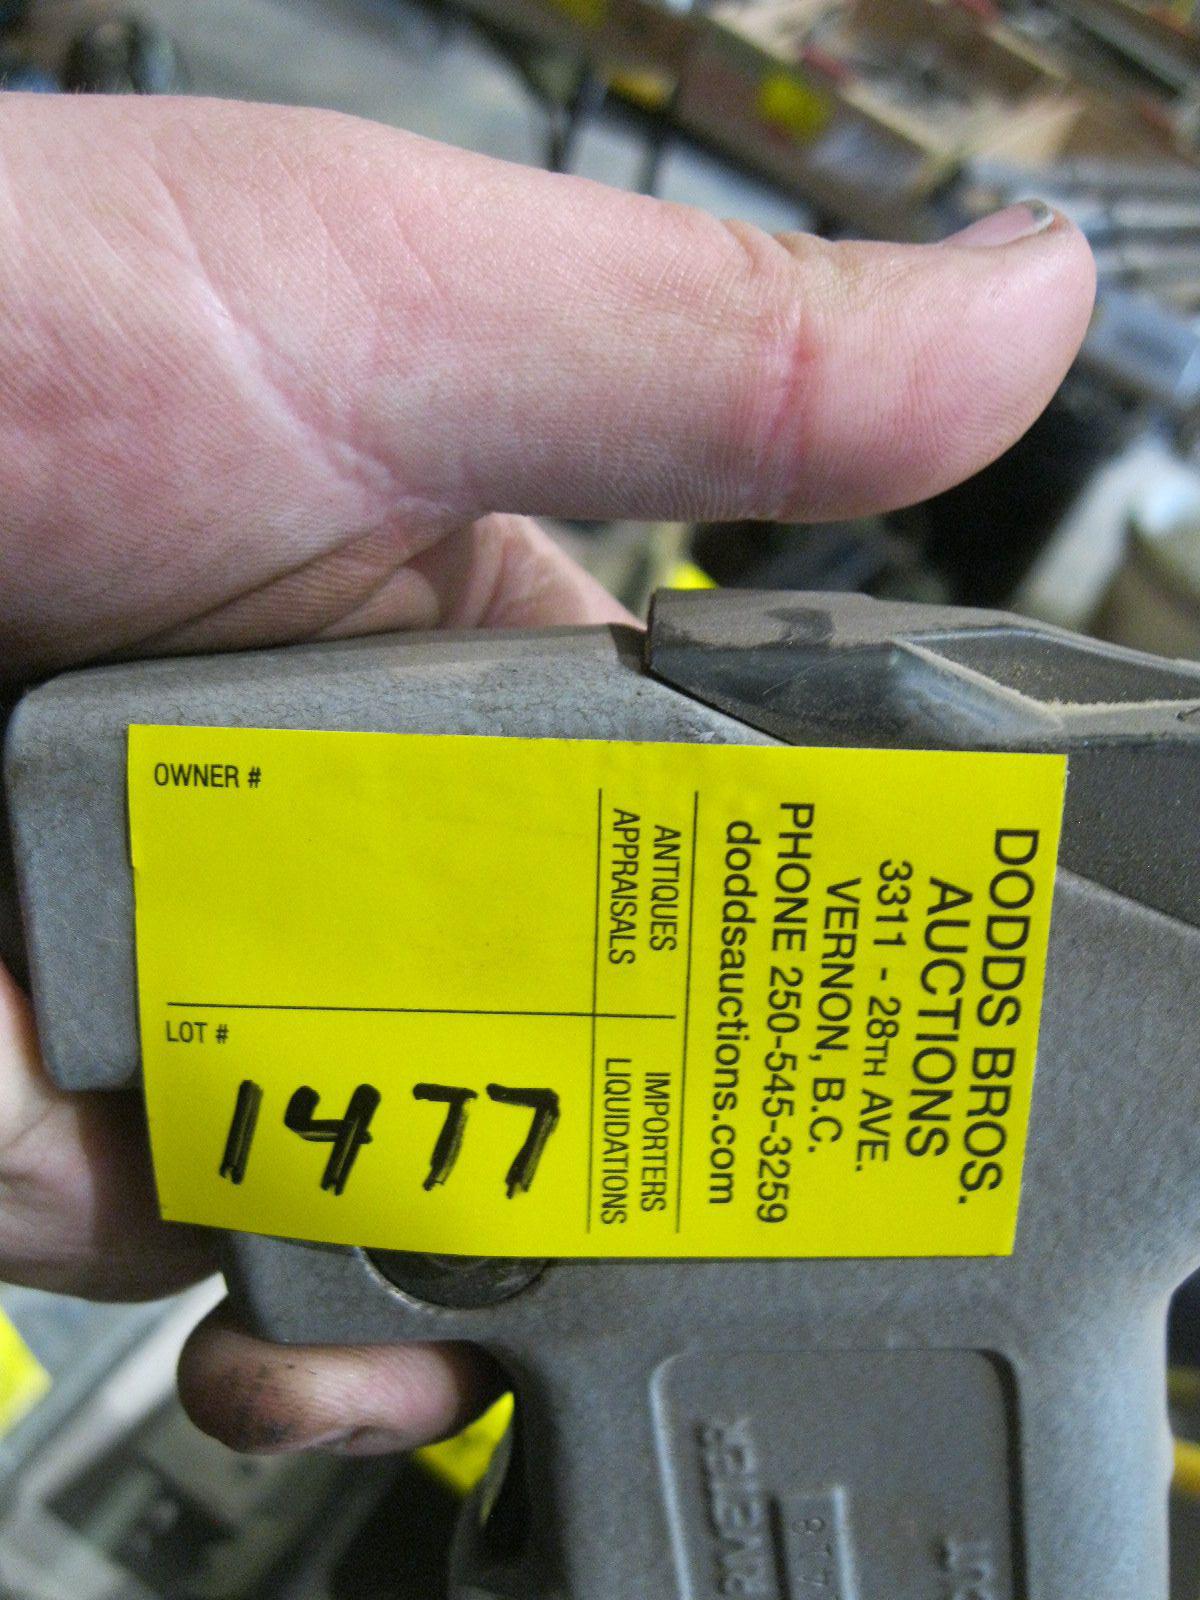 DODDS BROS.
AUCTIONS
3311 - 28TH AVE.
VERNON, B.C.
PHONE 250-545-3259
doddsauctions.com
ANTIQUES
APPRAISALS
IMPORTERS
LIQUIDATIONS
OWNER #
LOT #
1477